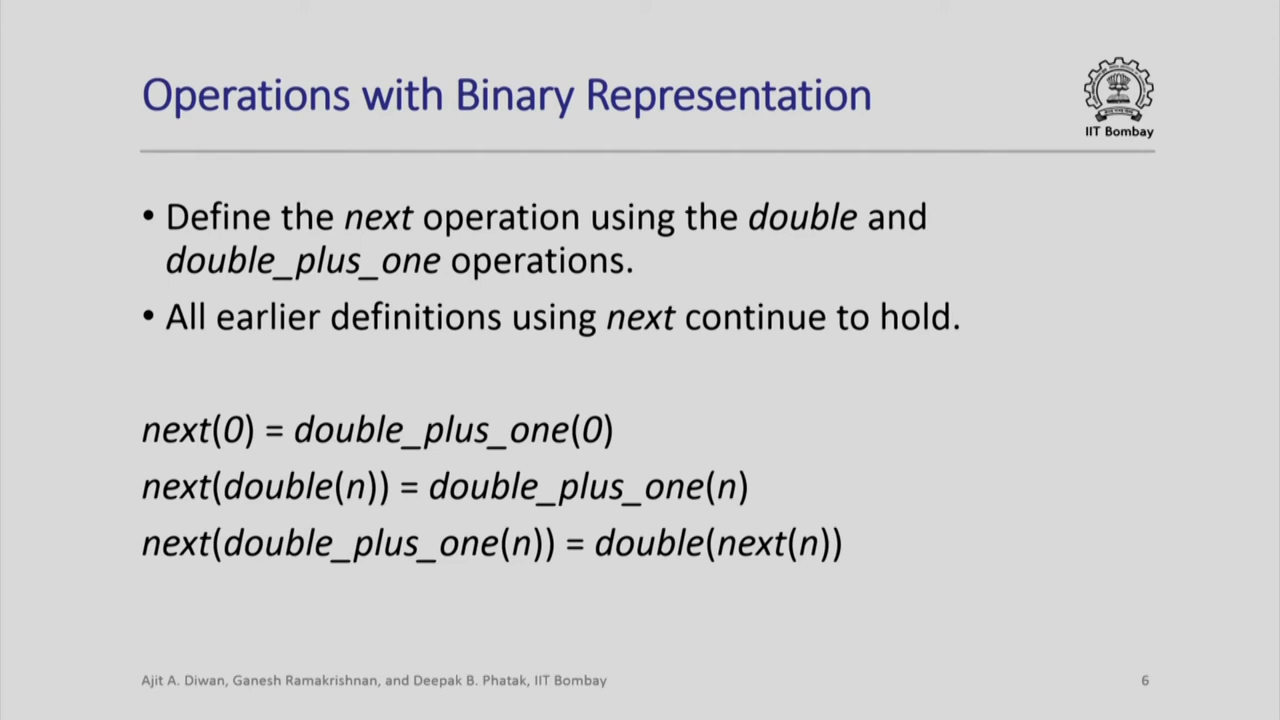 Operations with Binary Representation
IIT Bombay
• Define the next operation using the double and
double_plus_one operations.
• All earlier definitions using next continue to hold.
next(0) = double_plus_one(0)
next(double(n)) = double_plus_one(n)
next(double_plus_one(n)) = double(next(n))
Ajit A. Diwan, Ganesh Ramakrishnan, and Deepak B. Phatak, IIT Bombay
6